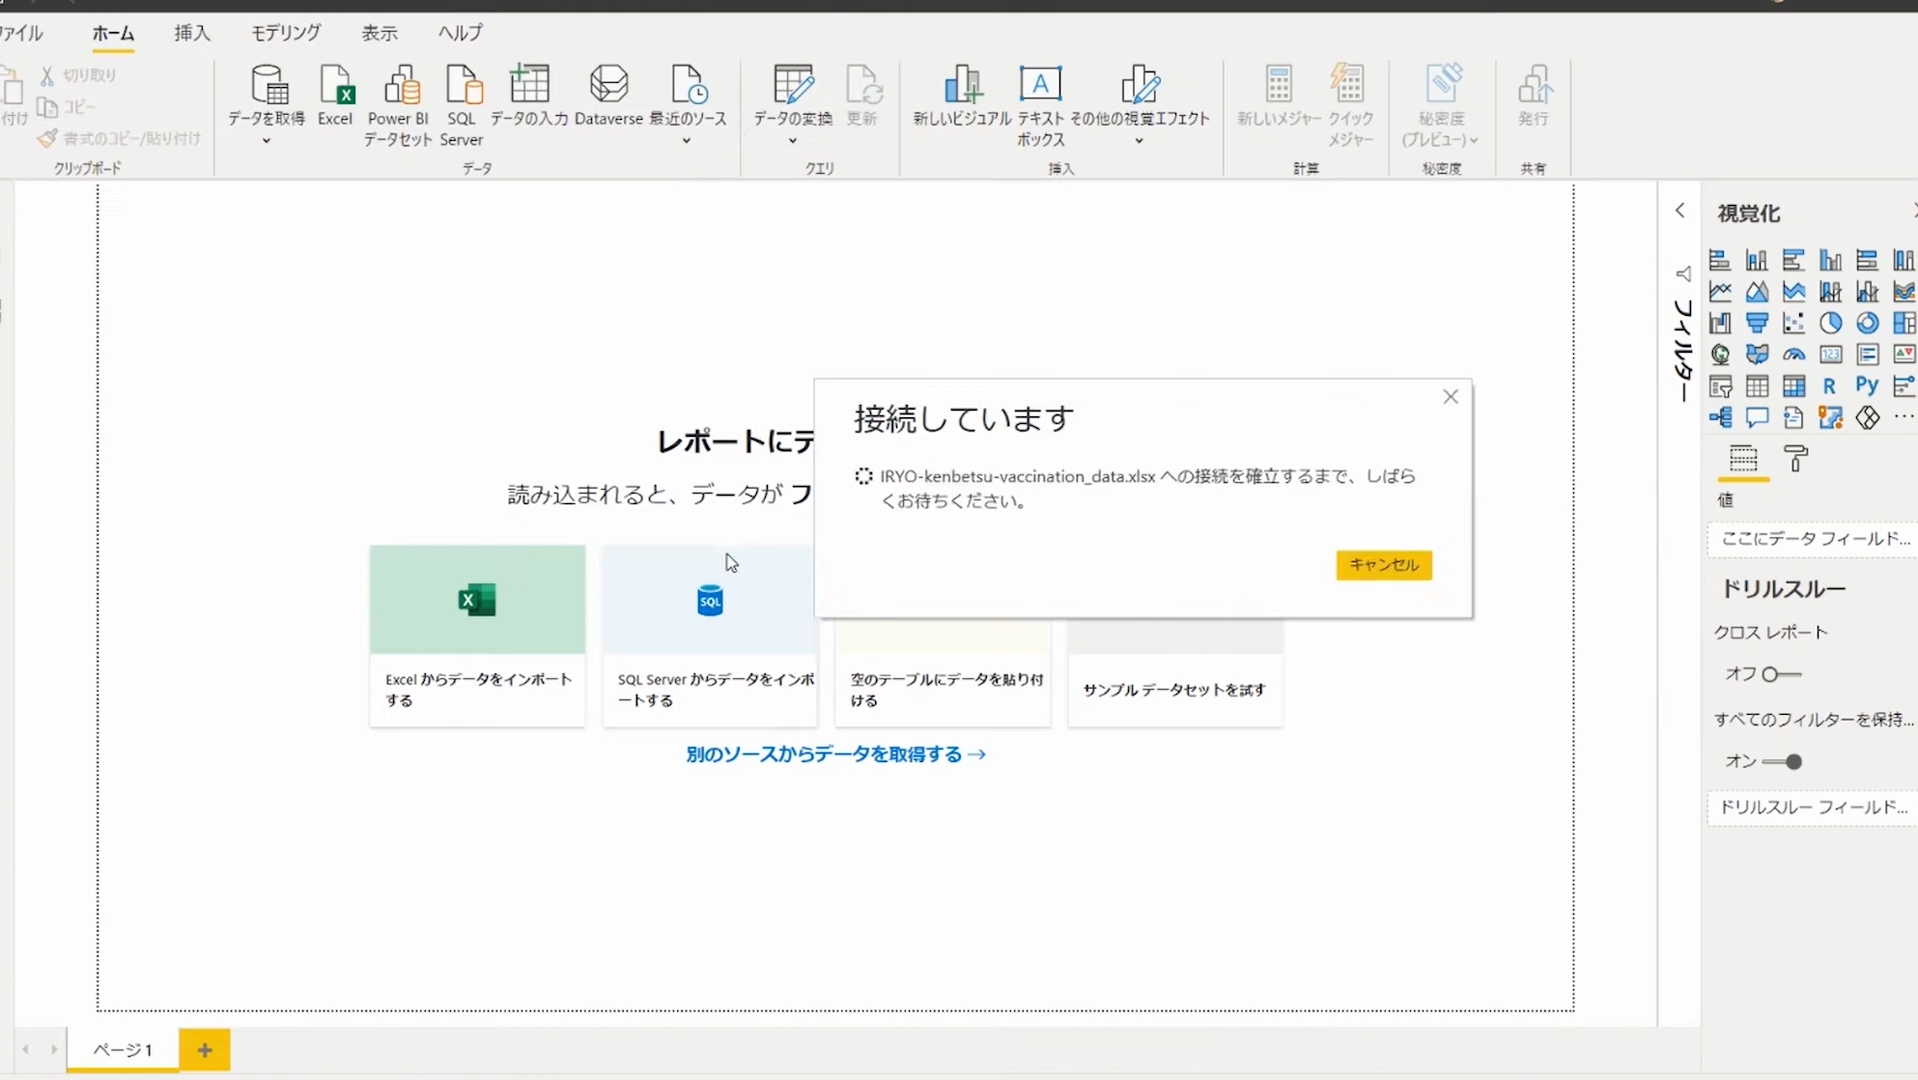 ファイル
ホーム
挿入
モデリング
表示
ヘルプ
付け
切り取り
コピー
書式のコピー/貼り付け
クリップボード
データを取得
Excel
Power BI
データセット
SQL
Server
データの入力
Dataverse
最近のソース
データ
データの変換
更新
クエリ
新しいビジュアル
テキスト
ボックス
その他の視覚エフェクト
挿入
新しいメジャー
クイック
メジャー
計算
秘密度
(プレビュー)
秘密度
発行
共有
レポートにデ
読み込まれると、データが フ
接続しています
IRYO-kenbetsu-vaccination_data.xlsx への接続を確立するまで、しばら
くお待ちください。
キャンセル
X
SQL
Excel からデータをインポート
する
SQL Server からデータをインポ
ートする
空のテーブルにデータを貼り付
ける
サンプル データセットを試す
別のソースからデータを取得する →
フィルター
視覚化
123
R
Py
...
値
ここにデータ フィールド...
ドリルスルー
クロス レポート
オフ
すべてのフィルターを保持...
オン
ドリルスルー フィールド...
ページ 1
+